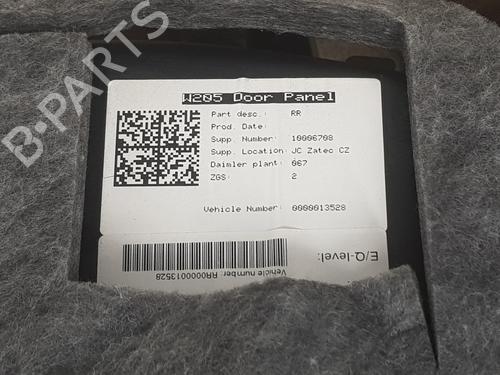 W205 Door Panel
Part desc.: RR
Prod. Date:
Supp. Number: 10006708
Supp. Location: JC Zatec CZ
Daimler plant: 067
ZGS: 2
Vehicle Number: 0000013528
E/Q-level:
Vehicle number RR0000013528
B-PARTS